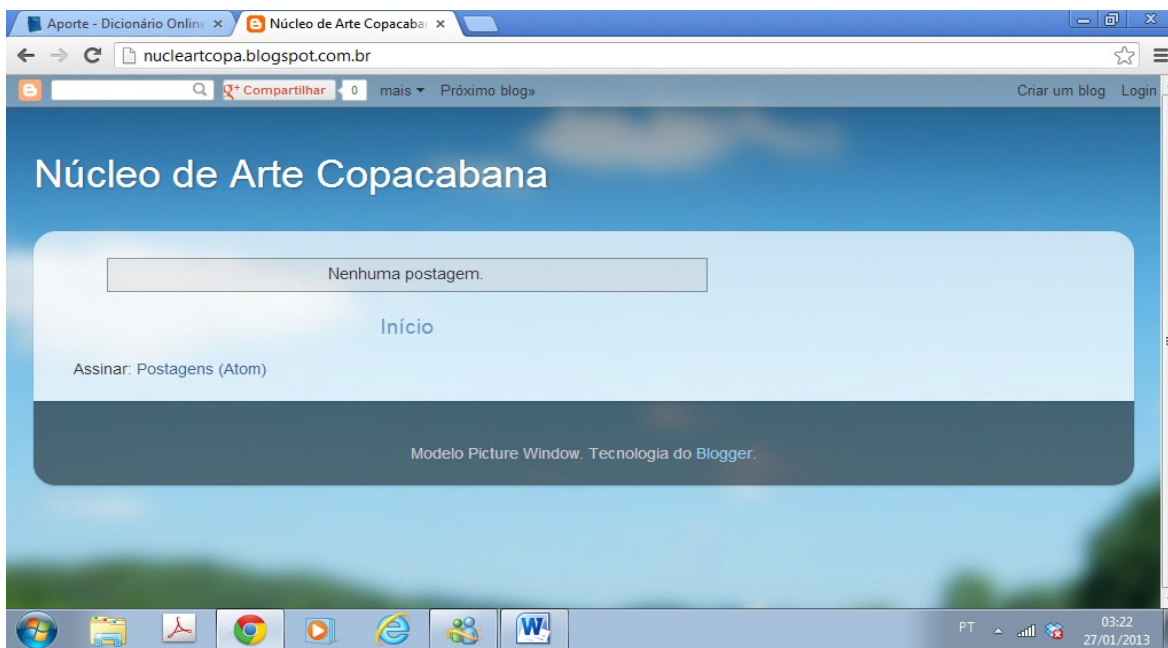 Aporte - Dicionário Online
Núcleo de Arte Copacaba
nucleartcopa.blogspot.com.br
Compartilhar 0 mais Próximo blog» Criar um blog Login
Núcleo de Arte Copacabana
Nenhuma postagem.
Início
Assinar: Postagens (Atom)
Modelo Picture Window. Tecnologia do Blogger.
PT 03:22
27/01/2013